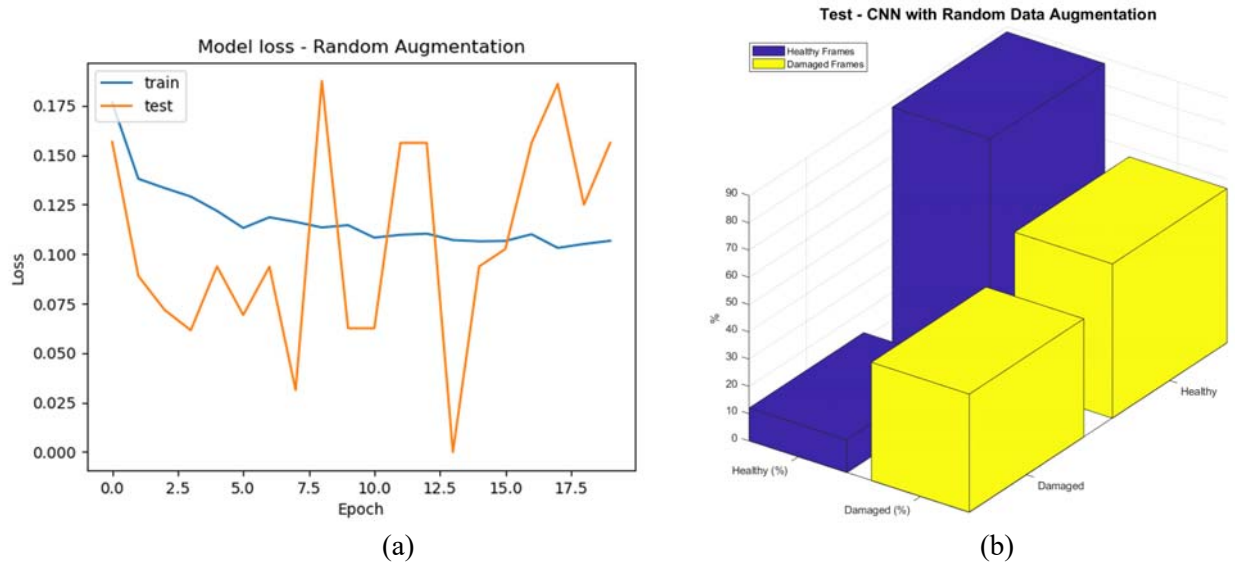 Model loss - Random Augmentation
train
test
0.175
0.150
0.125
0.100
0.075
0.050
0.025
0.000
Loss
0.0
2.5
5.0
7.5
10.0
12.5
15.0
17.5
Epoch
(a)
Test - CNN with Random Data Augmentation
Healthy Frames
Damaged Frames
90
80
70
60
50
40
30
20
10
0
%
Healthy (%)
Damaged (%)
Damaged
Healthy
(b)